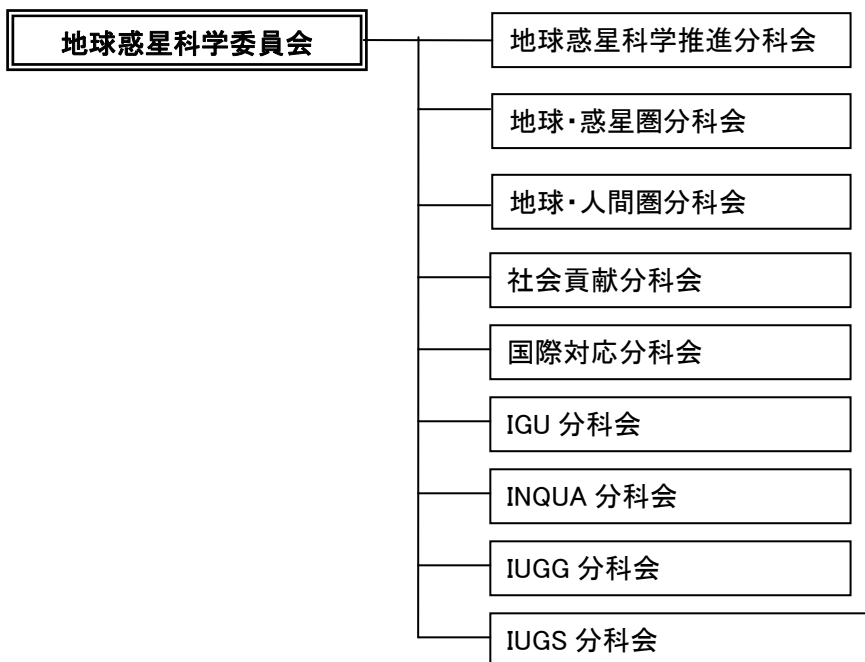 地球惑星科学委員会
地球惑星科学推進分科会
地球・惑星圏分科会
地球・人間圏分科会
社会貢献分科会
国際対応分科会
IGU 分科会
INQUA 分科会
IUGG 分科会
IUGS 分科会